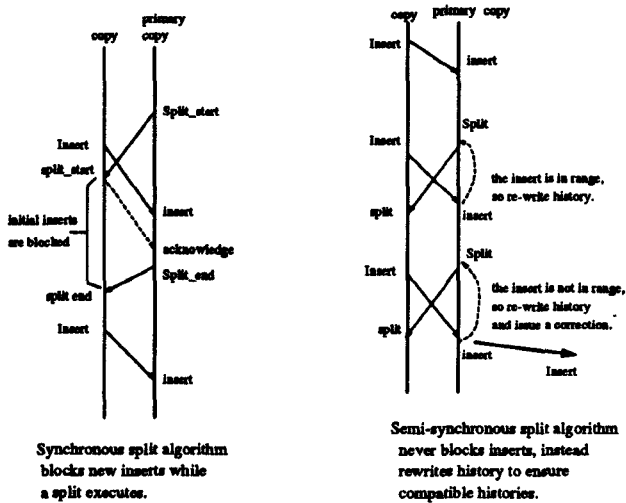 primary
copy
copy
Split_start
Insert
split_start
insert
initial inserts
are blocked
acknowledge
Split_end
split end
Insert
insert
Synchronous split algorithm
blocks new inserts while
a split executes.
copy
primary copy
Insert
insert
Split
Insert
the insert is in range,
so re-write history.
split
insert
Split
Insert
the insert is not in range,
so re-write history
and issue a correction.
split
insert
Insert
Semi-synchronous split algorithm
never blocks inserts, instead
rewrites history to ensure
compatible histories.